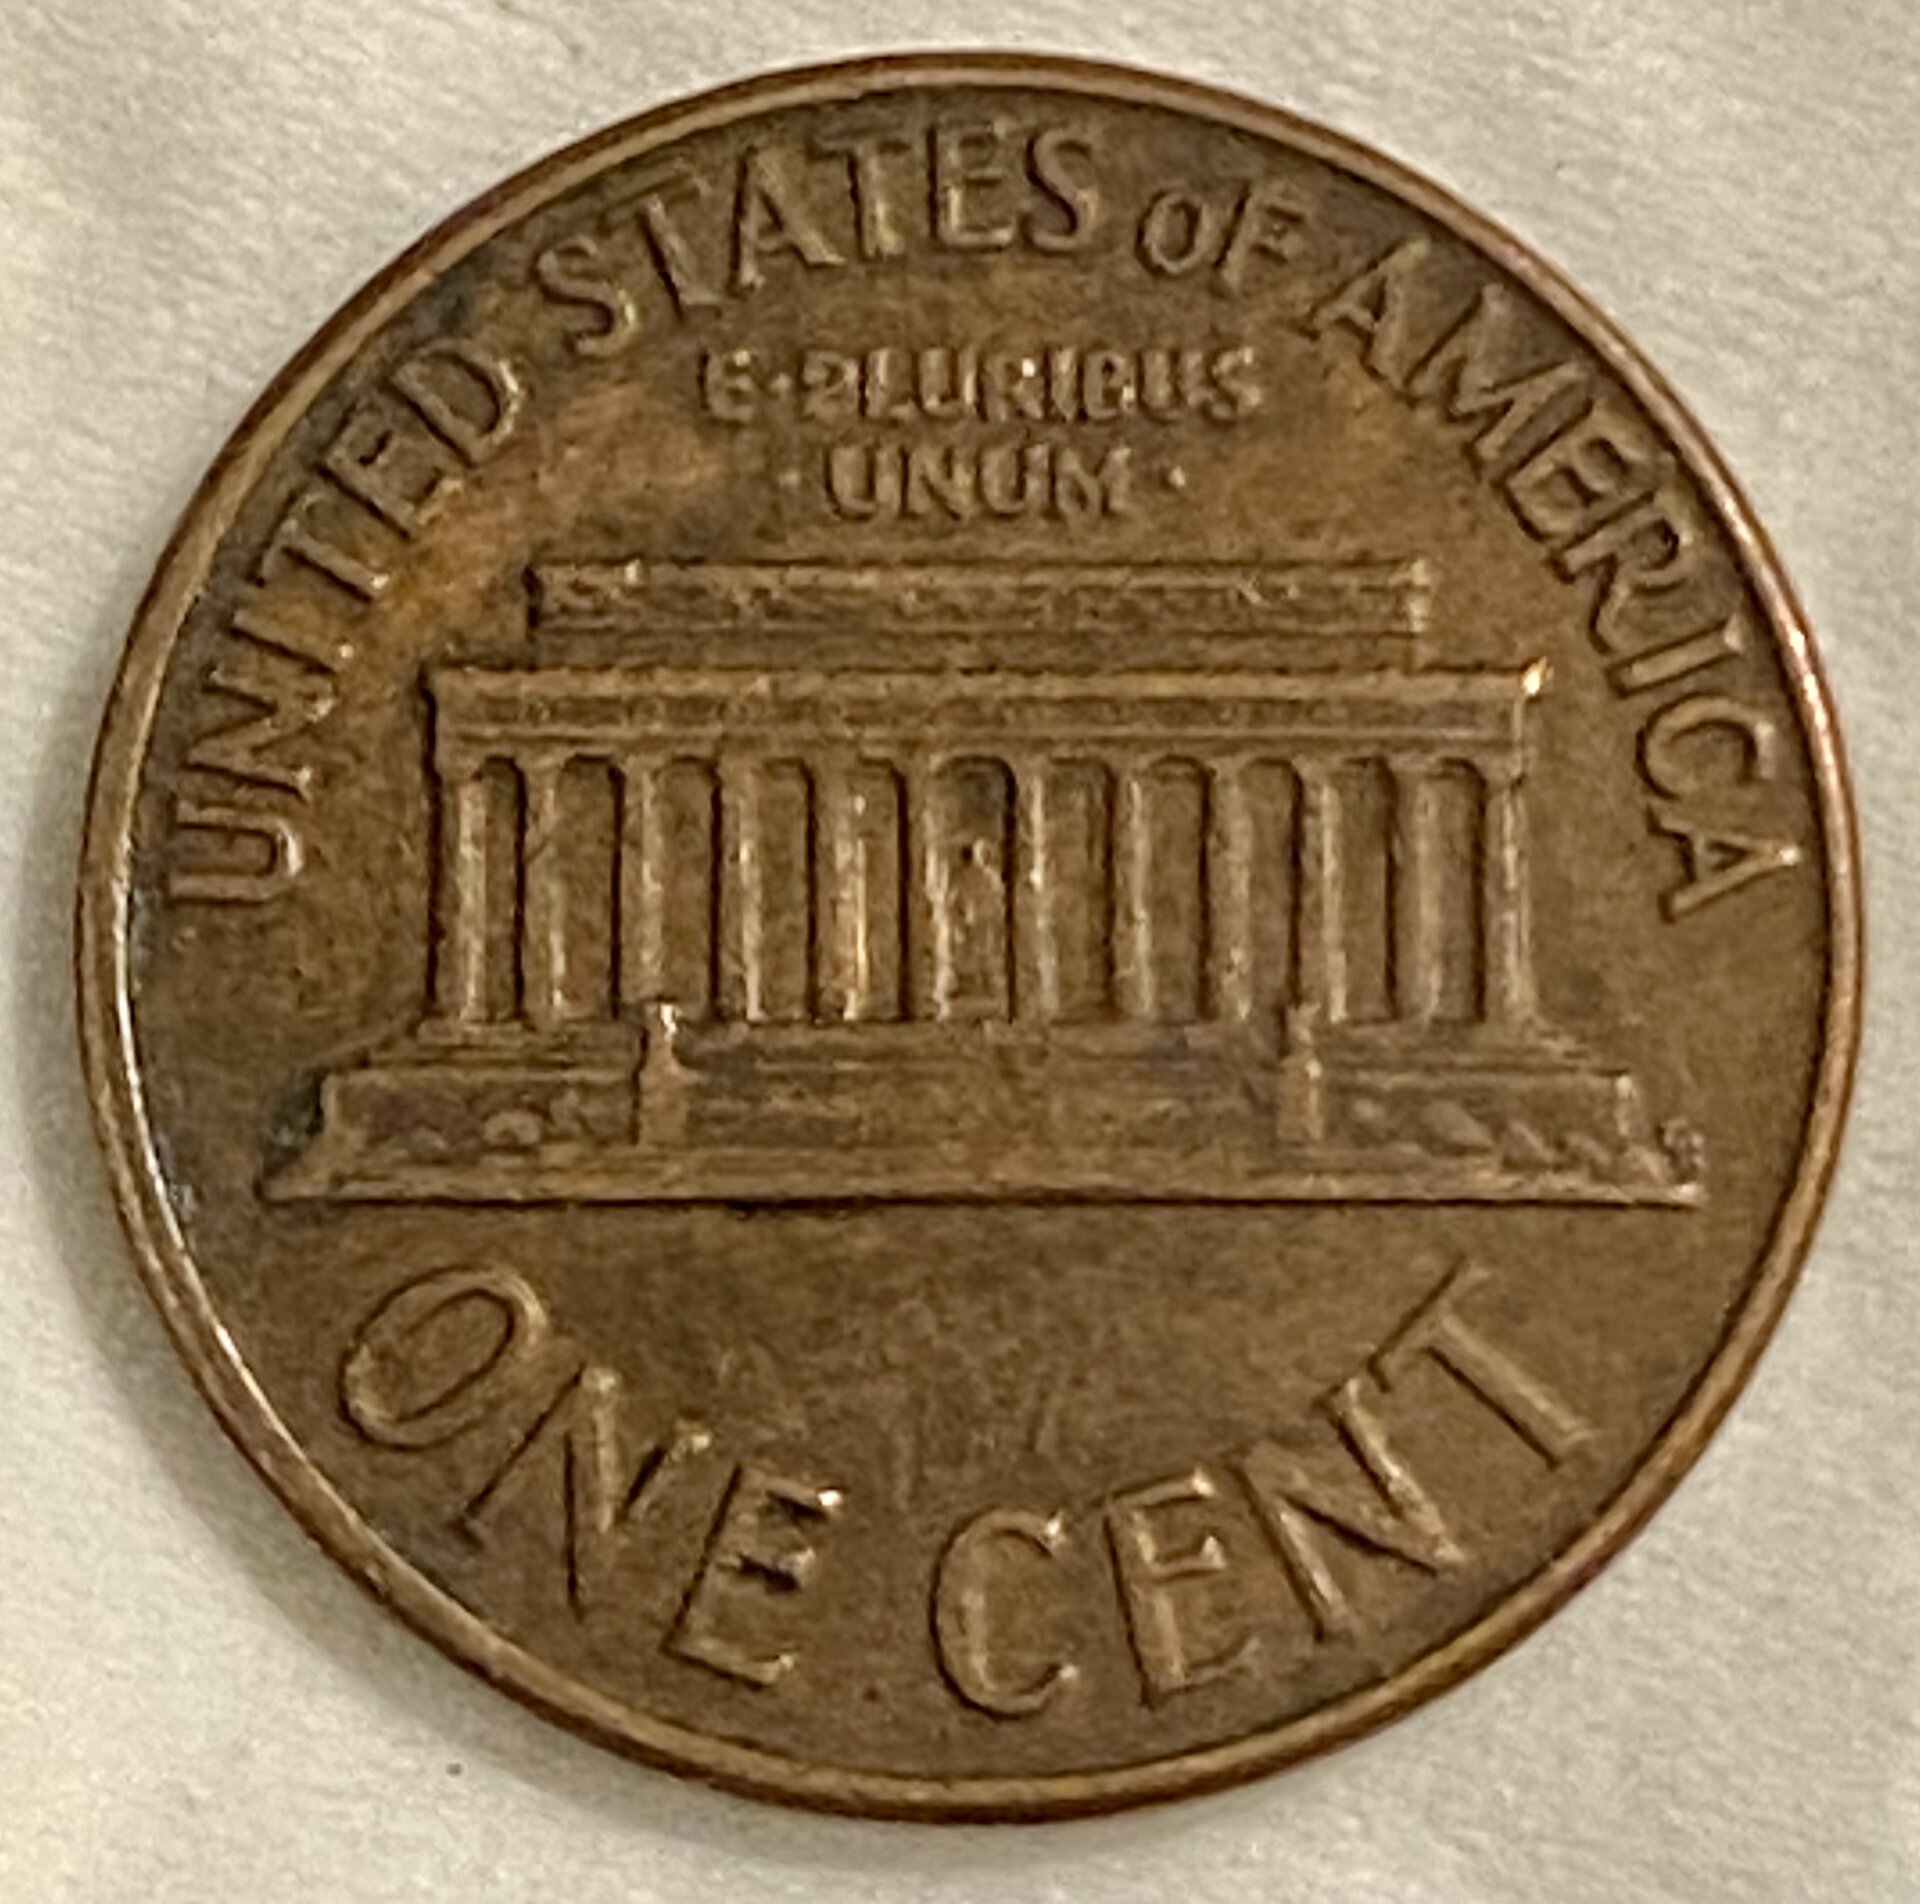 UNITED STATES OF AMERICA
E·PLURIBUS
·UNUM·
ONE CENT